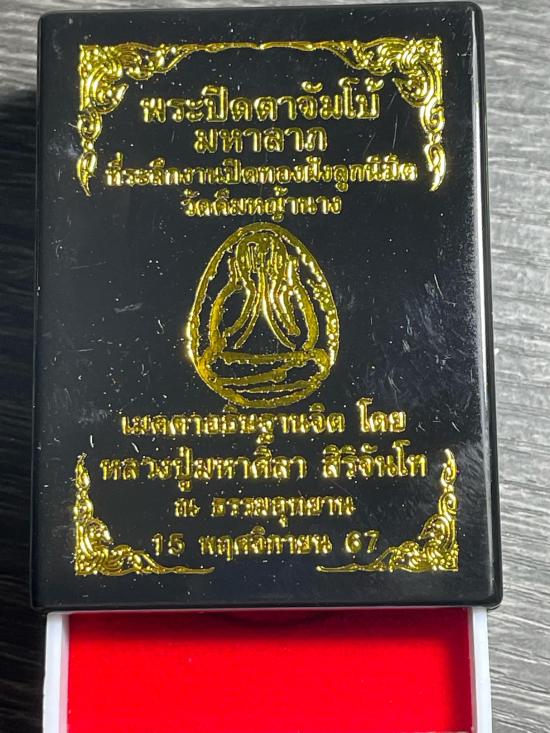 พระปิดตาจัมโบ้
มหาลาภ
ที่ระลึกงานปิดทองฝังลูกนิมิต
วัดคิมหญ้านาง
เมตตาอธิษฐานจิต โดย
หลวงปู่มหาศิลา สิริจันโท
ณ ธรรมอุทยาน
15 พฤศจิกายน 67